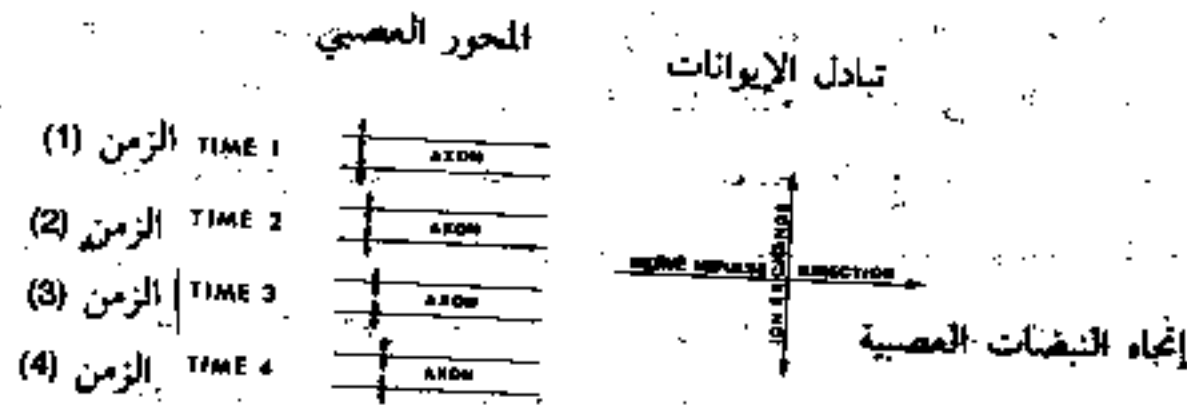 المحور العصبي
تبادل الإيوانات
الزمن (1) TIME 1
AXON
الزمن (2) TIME 2
AXON
الزمن (3) TIME 3
AXON
الزمن (4) TIME 4
AXON
ION EXCHANGE
NERVE IMPULSE DIRECTION
إتجاه النبضات العصبية